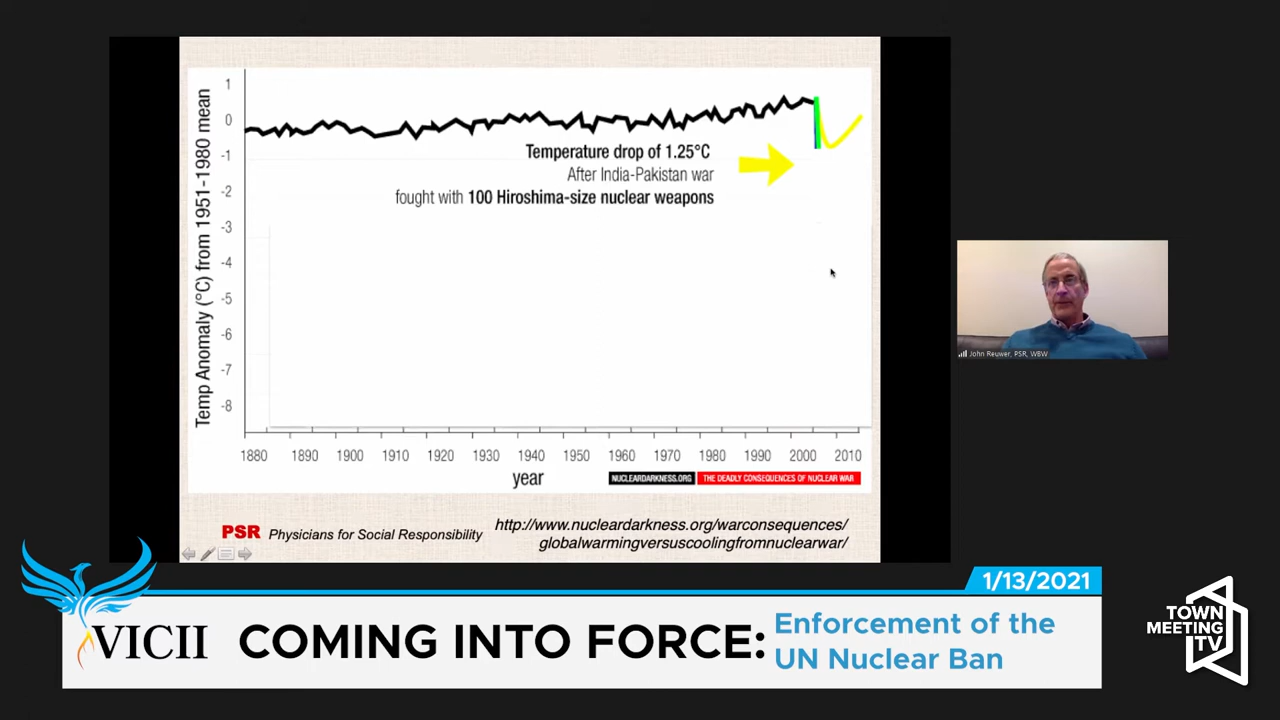 1
0
-1
-2
-3
-4
-5
-6
-7
-8
Temp Anomaly (°C) from 1951-1980 mean
Temperature drop of 1.25°C
After India-Pakistan war
fought with 100 Hiroshima-size nuclear weapons
1880 1890 1900 1910 1920 1930 1940 1950 1960 1970 1980 1990 2000 2010
year
NUCLEARDARKNESS.ORG THE DEADLY CONSEQUENCES OF NUCLEAR WAR
PSR Physicians for Social Responsibility
http://www.nucleardarkness.org/warconsequences/
globalwarmingversuscoolingfromnuclearwar/
John Reuwer, PSR, WBW
1/13/2021
VICII
COMING INTO FORCE:
Enforcement of the
UN Nuclear Ban
TOWN
MEETING
TV